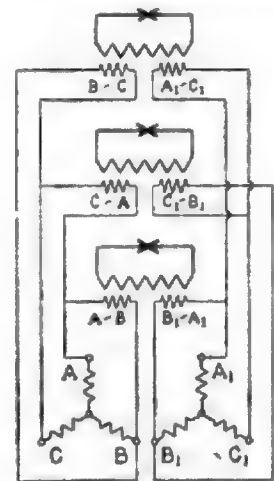 B-C A₁-C₁
C-A C₁-B₁
A-B B₁-A₁
A A₁
C B B₁ C₁